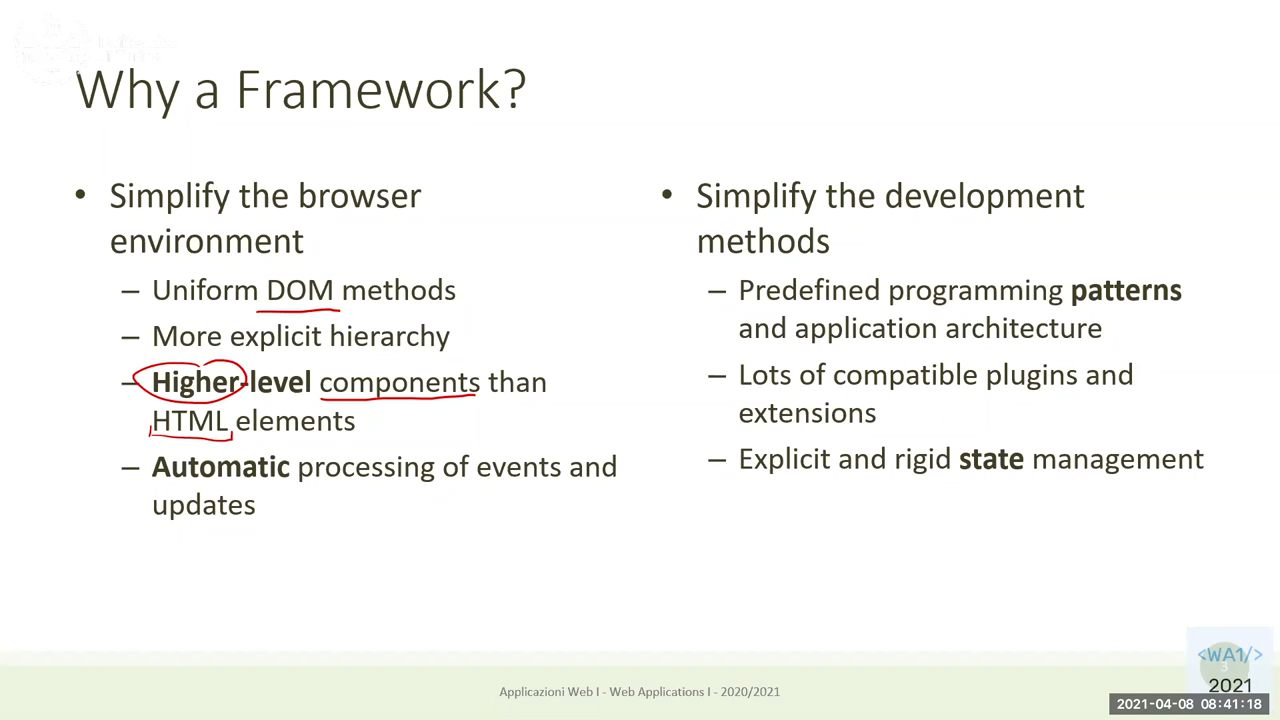 Why a Framework?
• Simplify the browser
environment
– Uniform DOM methods
– More explicit hierarchy
– Higher-level components than
HTML elements
– Automatic processing of events and
updates
• Simplify the development
methods
– Predefined programming patterns
and application architecture
– Lots of compatible plugins and
extensions
– Explicit and rigid state management
Applicazioni Web I - Web Applications I - 2020/2021
<WA1/>
3
2021
2021-04-08 08:41:18